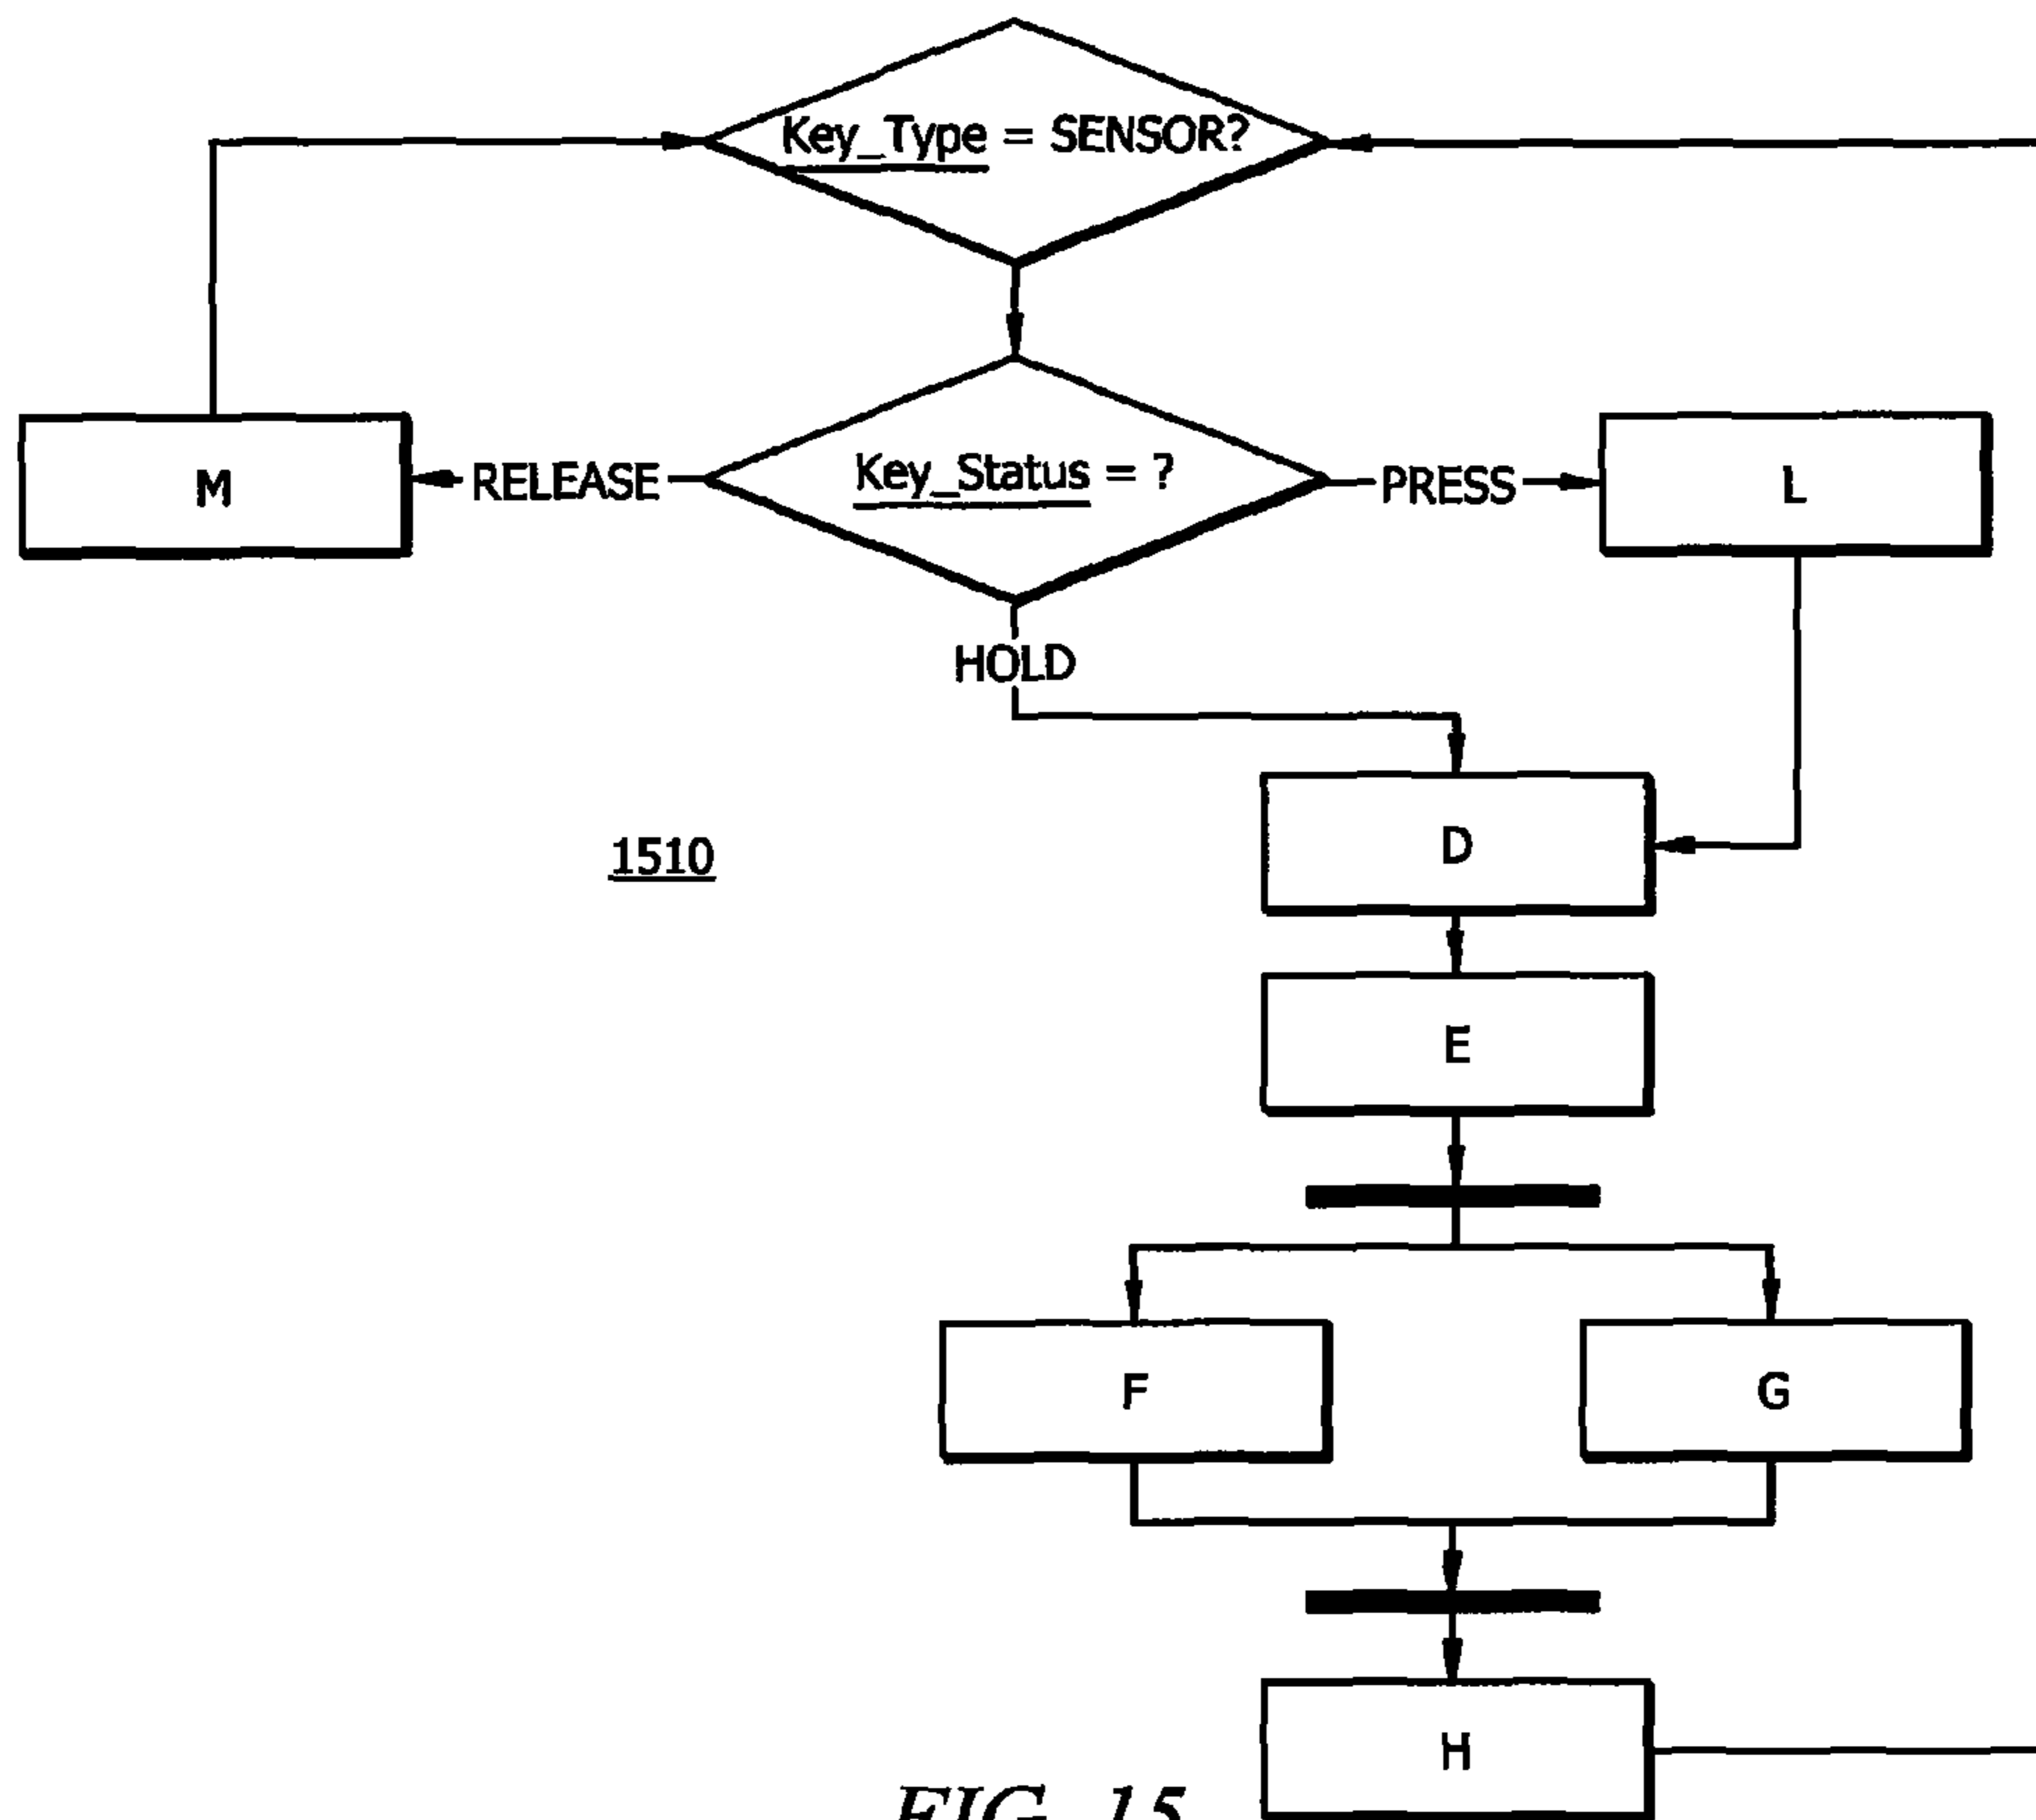 Key_Type = SENSOR?
M
RELEASE
Key_Status = ?
PRESS
L
HOLD
D
1510
E
F
G
H
FIG. 15